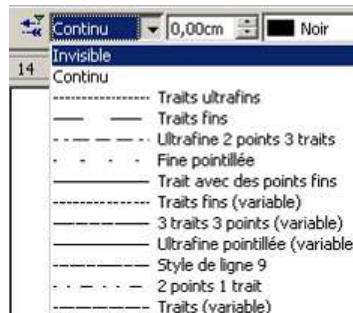 Continu 0,00cm Noir
Invisible
14
Continu
Traits ultrafins
Traits fins
Ultrafine 2 points 3 traits
Fine pointillée
Trait avec des points fins
Traits fins (variable)
3 traits 3 points (variable)
Ultrafine pointillée (variable
Style de ligne 9
2 points 1 trait
Traits (variable)